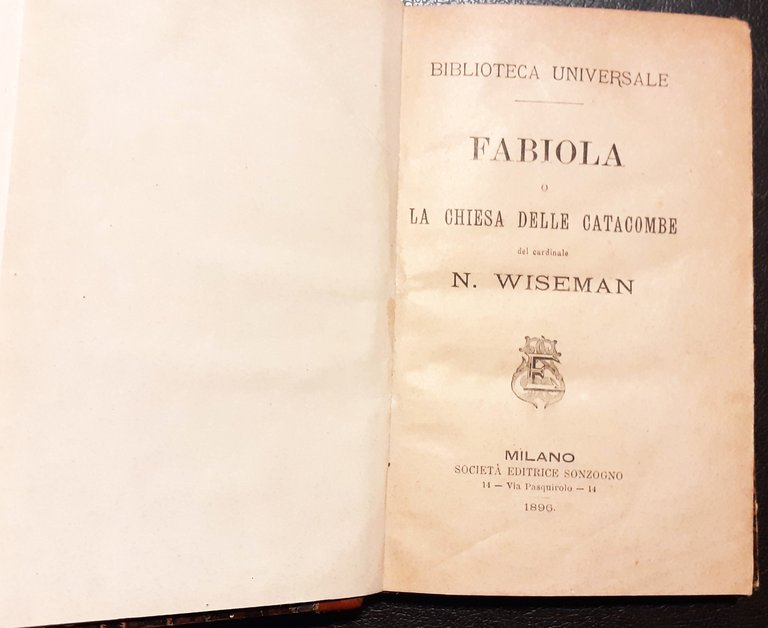 BIBLIOTECA UNIVERSALE
FABIOLA
O
LA CHIESA DELLE CATACOMBE
del cardinale
N. WISEMAN
MILANO
SOCIETÀ EDITRICE SONZOGNO
14 — Via Pasquirolo — 14
1896.